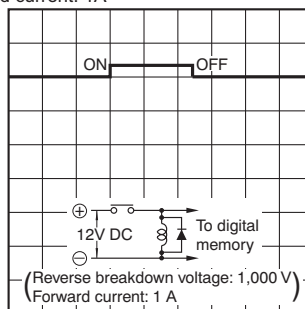 d current: 1A
ON OFF
⊕
12V DC
To digital
memory
⊖
(Reverse breakdown voltage: 1,000 V
Forward current: 1 A)